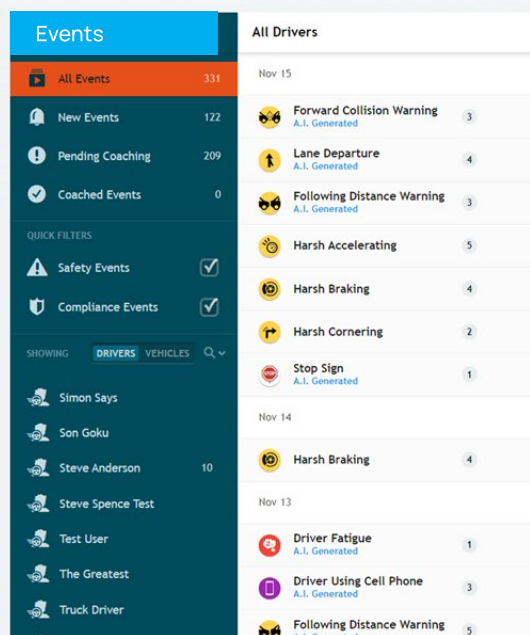 Events
All Events 331
New Events 122
Pending Coaching 209
Coached Events 0
QUICK FILTERS
Safety Events
Compliance Events
SHOWING DRIVERS VEHICLES
Simon Says
Son Goku
Steve Anderson 10
Steve Spence Test
Test User
The Greatest
Truck Driver
All Drivers
Nov 15
Forward Collision Warning 3
A.I. Generated
Lane Departure 4
A.I. Generated
Following Distance Warning 3
A.I. Generated
Harsh Accelerating 5
Harsh Braking 4
Harsh Cornering 2
STOP
Stop Sign 1
A.I. Generated
Nov 14
Harsh Braking 4
Nov 13
Driver Fatigue 1
A.I. Generated
Driver Using Cell Phone 3
A.I. Generated
Following Distance Warning 5